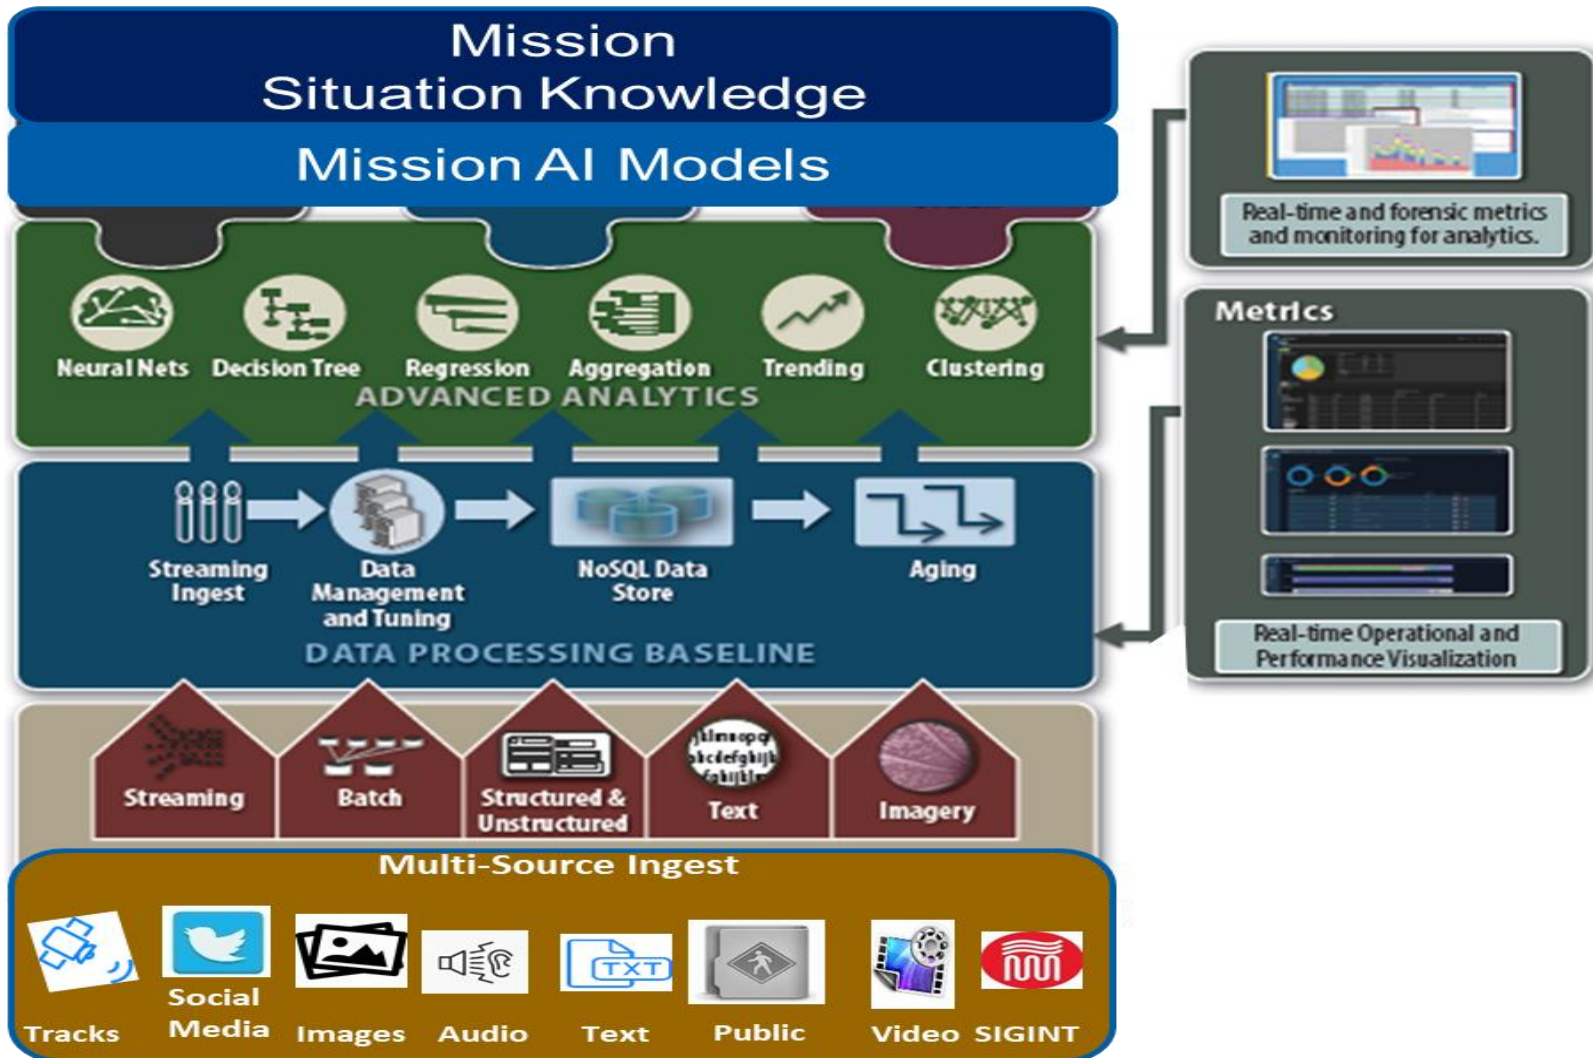 Mission
Situation Knowledge
Mission AI Models
Real-time and forensic metrics
and monitoring for analytics.
Neural Nets
Decision Tree
Regression
Aggregation
Trending
Clustering
ADVANCED ANALYTICS
Metrics
Streaming
Ingest
Data
Management
and Tuning
NoSQL Data
Store
Aging
DATA PROCESSING BASELINE
Real-time Operational and
Performance Visualization
Streaming
Batch
Structured &
Unstructured
jklmnopqr
abcdefghijk
Text
Imagery
Multi-Source Ingest
TXT
Tracks
Social
Media
Images
Audio
Text
Public
Video
SIGINT